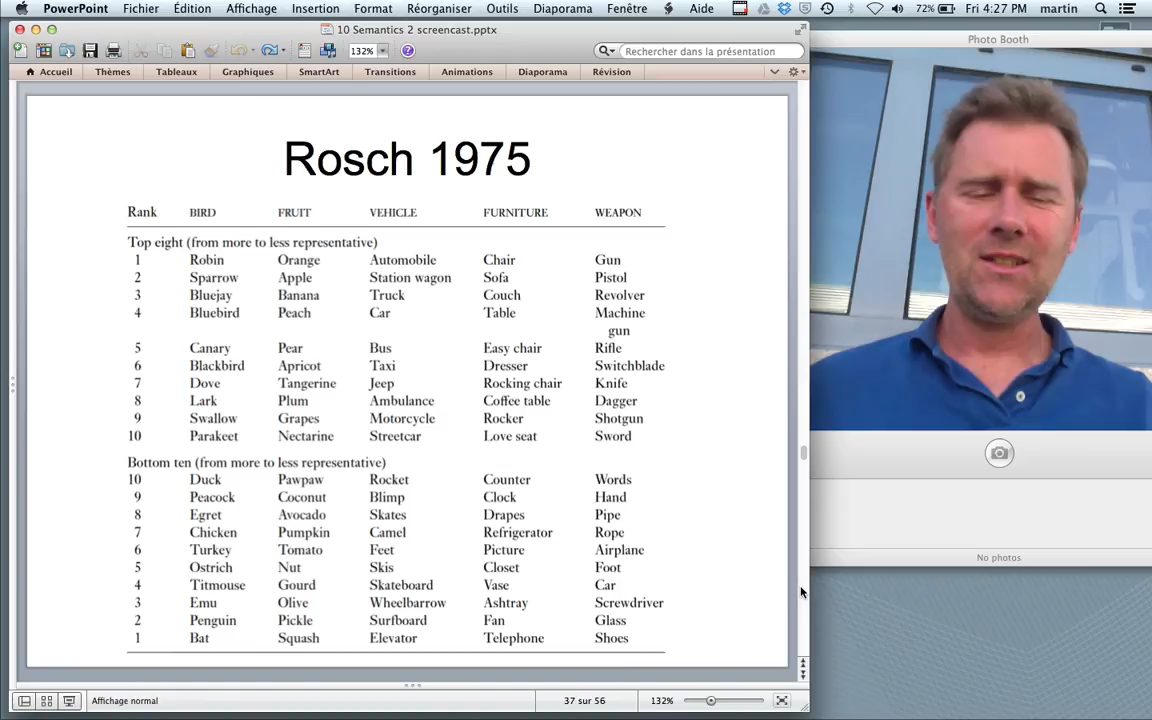 PowerPoint Fichier Édition Affichage Insertion Format Réorganiser Outils Diaporama Fenêtre Aide 72% Fri 4:27 PM martin
10 Semantics 2 screencast.pptx
132% Rechercher dans la présentation
Accueil Thèmes Tableaux Graphiques SmartArt Transitions Animations Diaporama Révision
Photo Booth
Rosch 1975
Rank BIRD FRUIT VEHICLE FURNITURE WEAPON
Top eight (from more to less representative)
1 Robin Orange Automobile Chair Gun
2 Sparrow Apple Station wagon Sofa Pistol
3 Bluejay Banana Truck Couch Revolver
4 Bluebird Peach Car Table Machine
gun
5 Canary Pear Bus Easy chair Rifle
6 Blackbird Apricot Taxi Dresser Switchblade
7 Dove Tangerine Jeep Rocking chair Knife
8 Lark Plum Ambulance Coffee table Dagger
9 Swallow Grapes Motorcycle Rocker Shotgun
10 Parakeet Nectarine Streetcar Love seat Sword
Bottom ten (from more to less representative)
10 Duck Pawpaw Rocket Counter Words
9 Peacock Coconut Blimp Clock Hand
8 Egret Avocado Skates Drapes Pipe
7 Chicken Pumpkin Camel Refrigerator Rope
6 Turkey Tomato Feet Picture Airplane
5 Ostrich Nut Skis Closet Foot
4 Titmouse Gourd Skateboard Vase Car
3 Emu Olive Wheelbarrow Ashtray Screwdriver
2 Penguin Pickle Surfboard Fan Glass
1 Bat Squash Elevator Telephone Shoes
No photos
Affichage normal 37 sur 56 132%